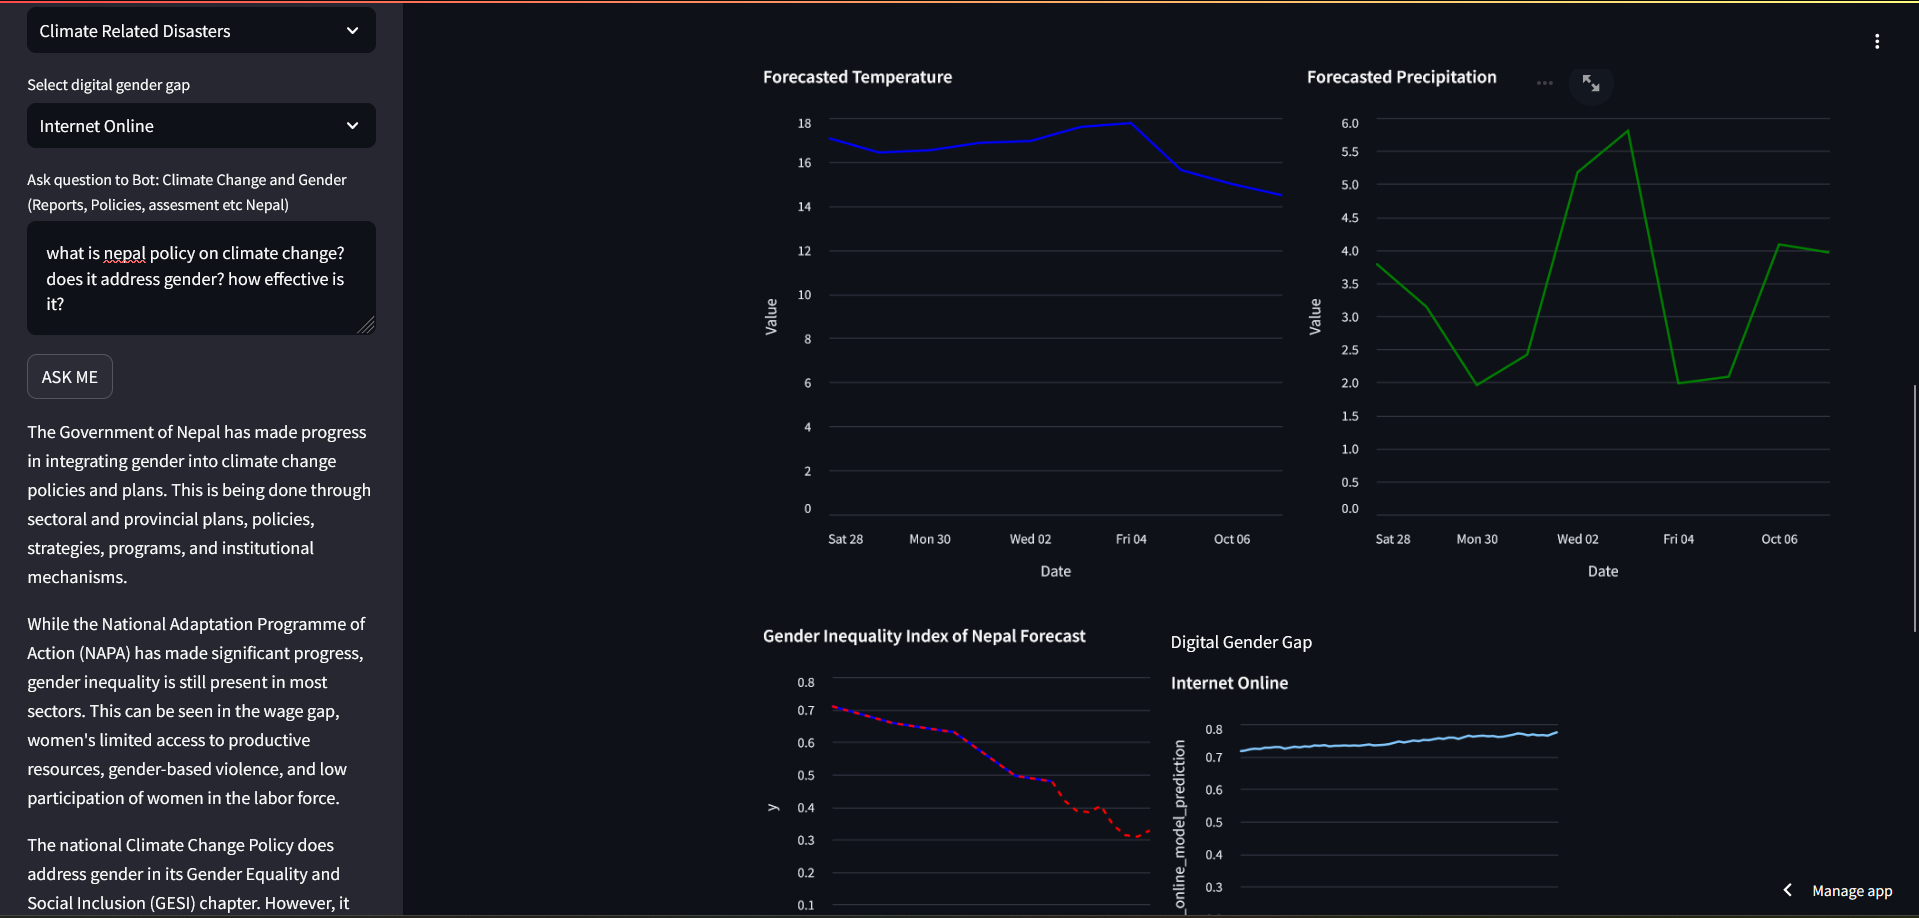 Climate Related Disasters
Select digital gender gap
Internet Online
Ask question to Bot: Climate Change and Gender
(Reports, Policies, assesment etc Nepal)
what is nepal policy on climate change?
does it address gender? how effective is
it?
ASK ME
The Government of Nepal has made progress
in integrating gender into climate change
policies and plans. This is being done through
sectoral and provincial plans, policies,
strategies, programs, and institutional
mechanisms.
While the National Adaptation Programme of
Action (NAPA) has made significant progress,
gender inequality is still present in most
sectors. This can be seen in the wage gap,
women's limited access to productive
resources, gender-based violence, and low
participation of women in the labor force.
The national Climate Change Policy does
address gender in its Gender Equality and
Social Inclusion (GESI) chapter. However, it
Forecasted Temperature
18
16
14
12
10
8
6
4
2
0
Value
Sat 28 Mon 30 Wed 02 Fri 04 Oct 06
Date
Forecasted Precipitation
6.0
5.5
5.0
4.5
4.0
3.5
3.0
2.5
2.0
1.5
1.0
0.5
0.0
Value
Sat 28 Mon 30 Wed 02 Fri 04 Oct 06
Date
Gender Inequality Index of Nepal Forecast
0.8
0.7
0.6
0.5
0.4
0.3
0.2
0.1
y
Digital Gender Gap
Internet Online
0.8
0.7
0.6
0.5
0.4
0.3
_online_model_prediction
Manage app